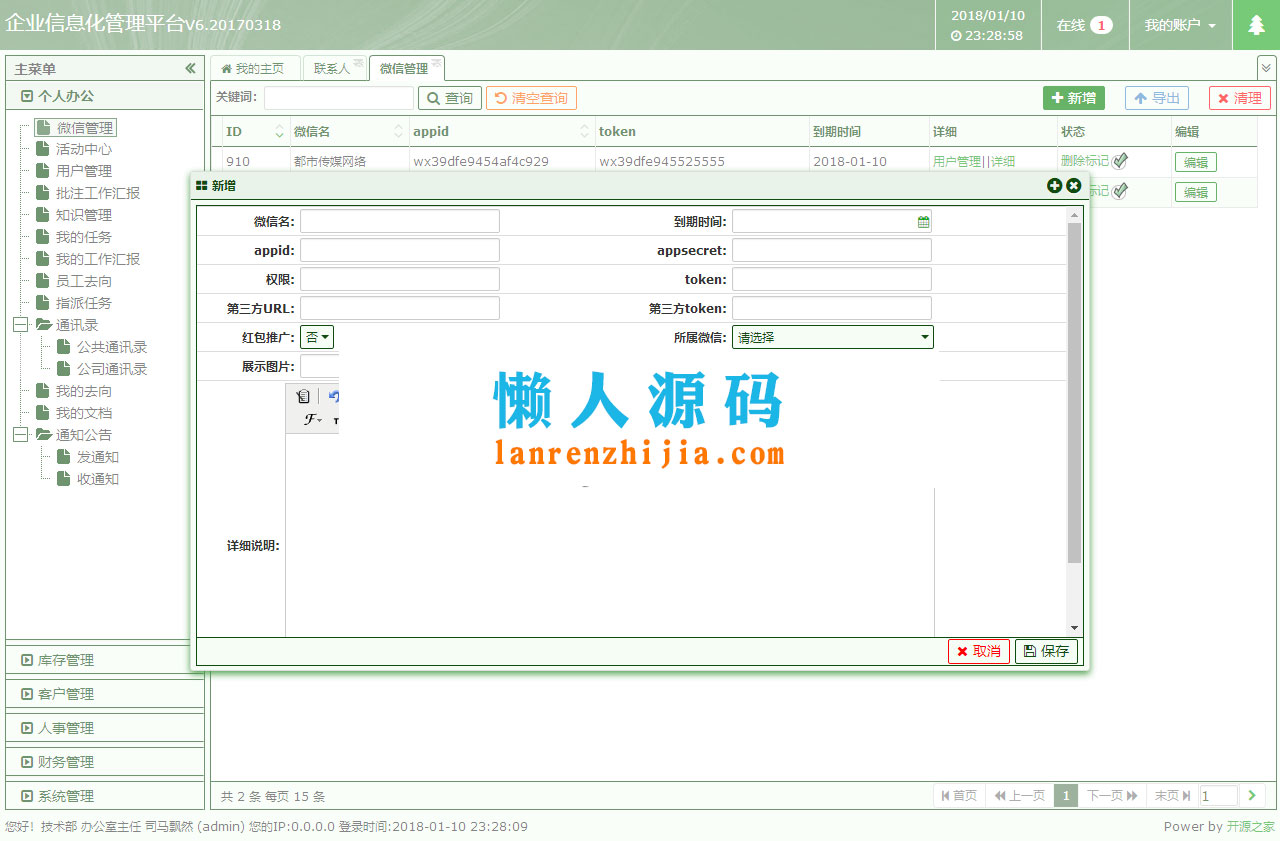 企业信息化管理平台V6.20170318
2018/01/10
23:28:58
在线 1
我的账户
主菜单
个人办公
微信管理
活动中心
用户管理
批注工作汇报
知识管理
我的任务
我的工作汇报
员工去向
指派任务
通讯录
公共通讯录
公司通讯录
我的去向
我的文档
通知公告
发通知
收通知
库存管理
客户管理
人事管理
财务管理
系统管理
我的主页 联系人 微信管理
关键词: 查询 清空查询 新增 导出 清理
ID 微信名 appid token 到期时间 详细 状态 编辑
910 都市传媒网络 wx39dfe9454af4c929 wx39dfe945525555 2018-01-10 用户管理||详细 删除标记 编辑
标记 编辑
新增
微信名: 到期时间:
appid: appsecret:
权限: token:
第三方URL: 第三方token:
红包推广: 否 所属微信: 请选择
展示图片:
懒人源码
lanrenzhijia.com
详细说明:
取消 保存
共 2 条 每页 15 条
首页 上一页 1 下一页 末页 1
您好！技术部 办公室主任 司马飘然 (admin) 您的IP:0.0.0.0 登录时间:2018-01-10 23:28:09
Power by 开源之家